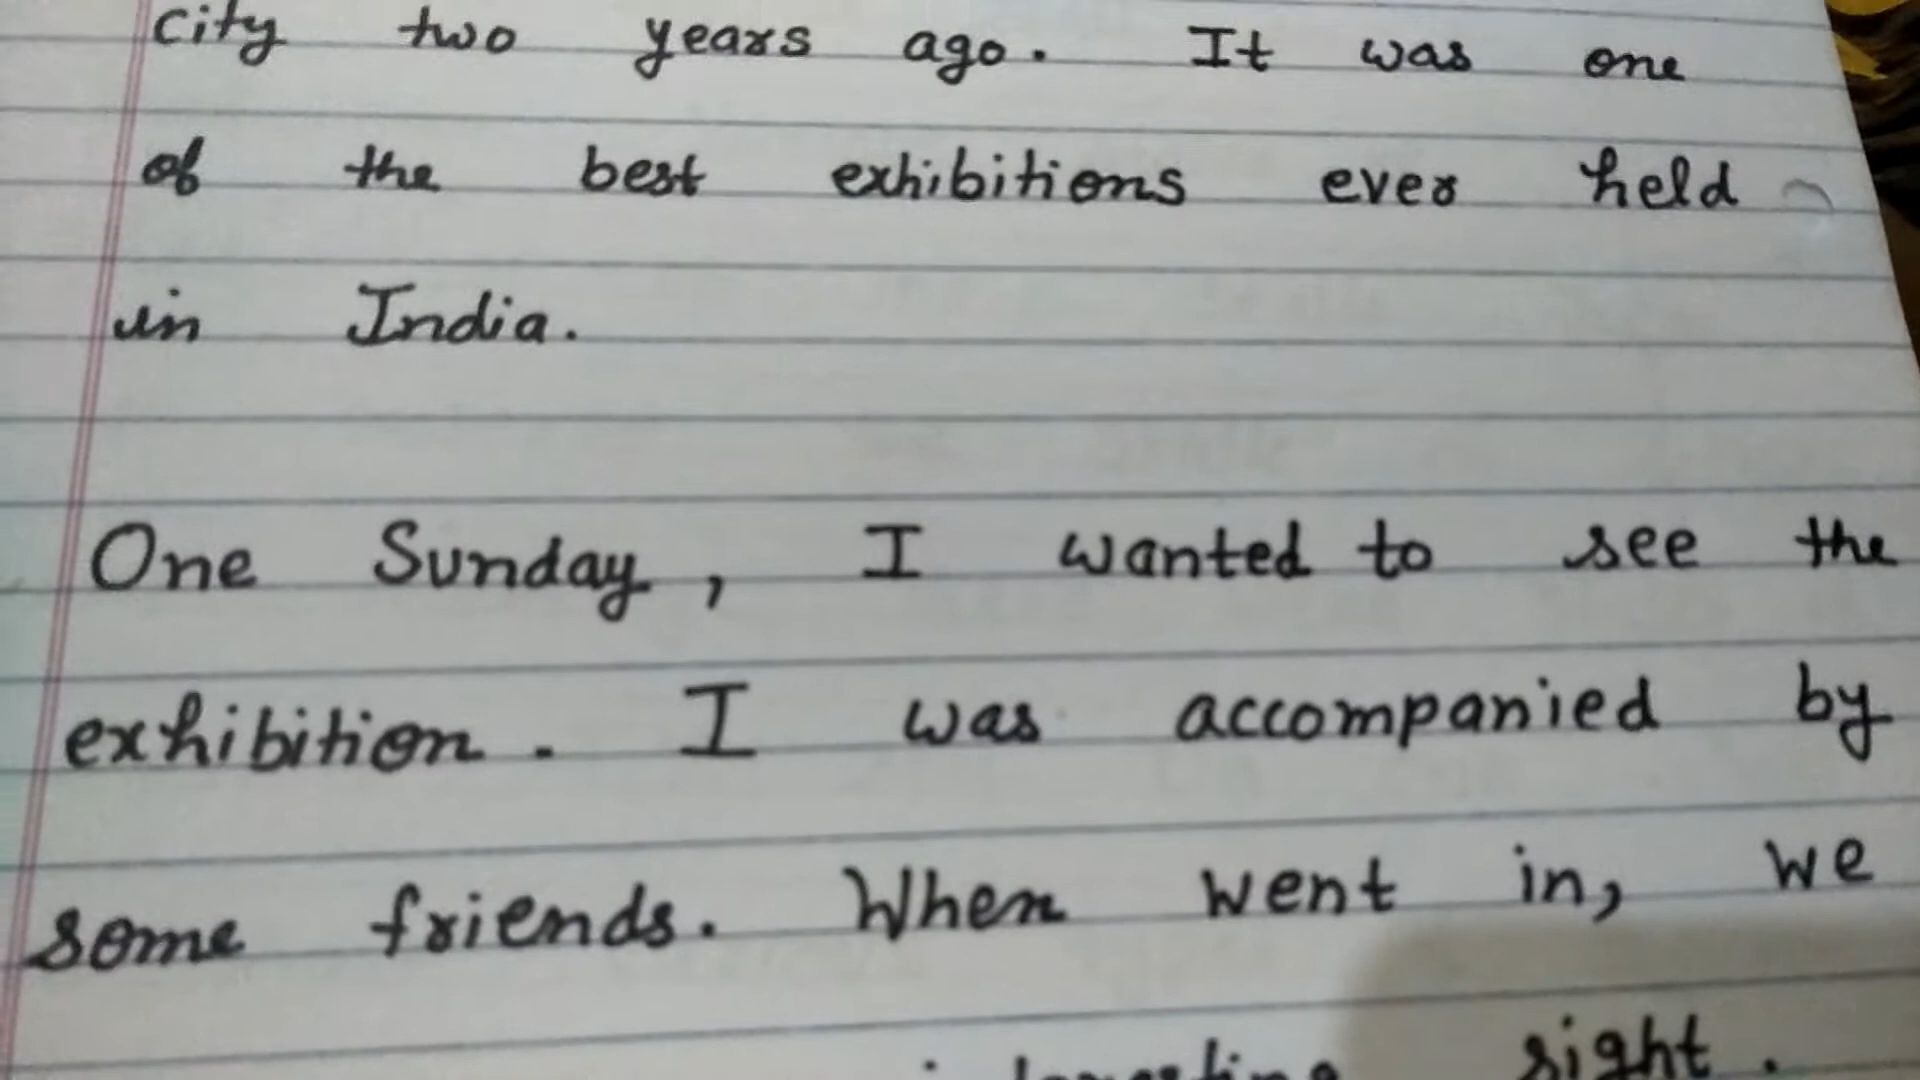 city two years ago. It was one
of the best exhibitions ever held
in India.
One Sunday, I wanted to see the
exhibition. I was accompanied by
some friends. When went in, we
right.